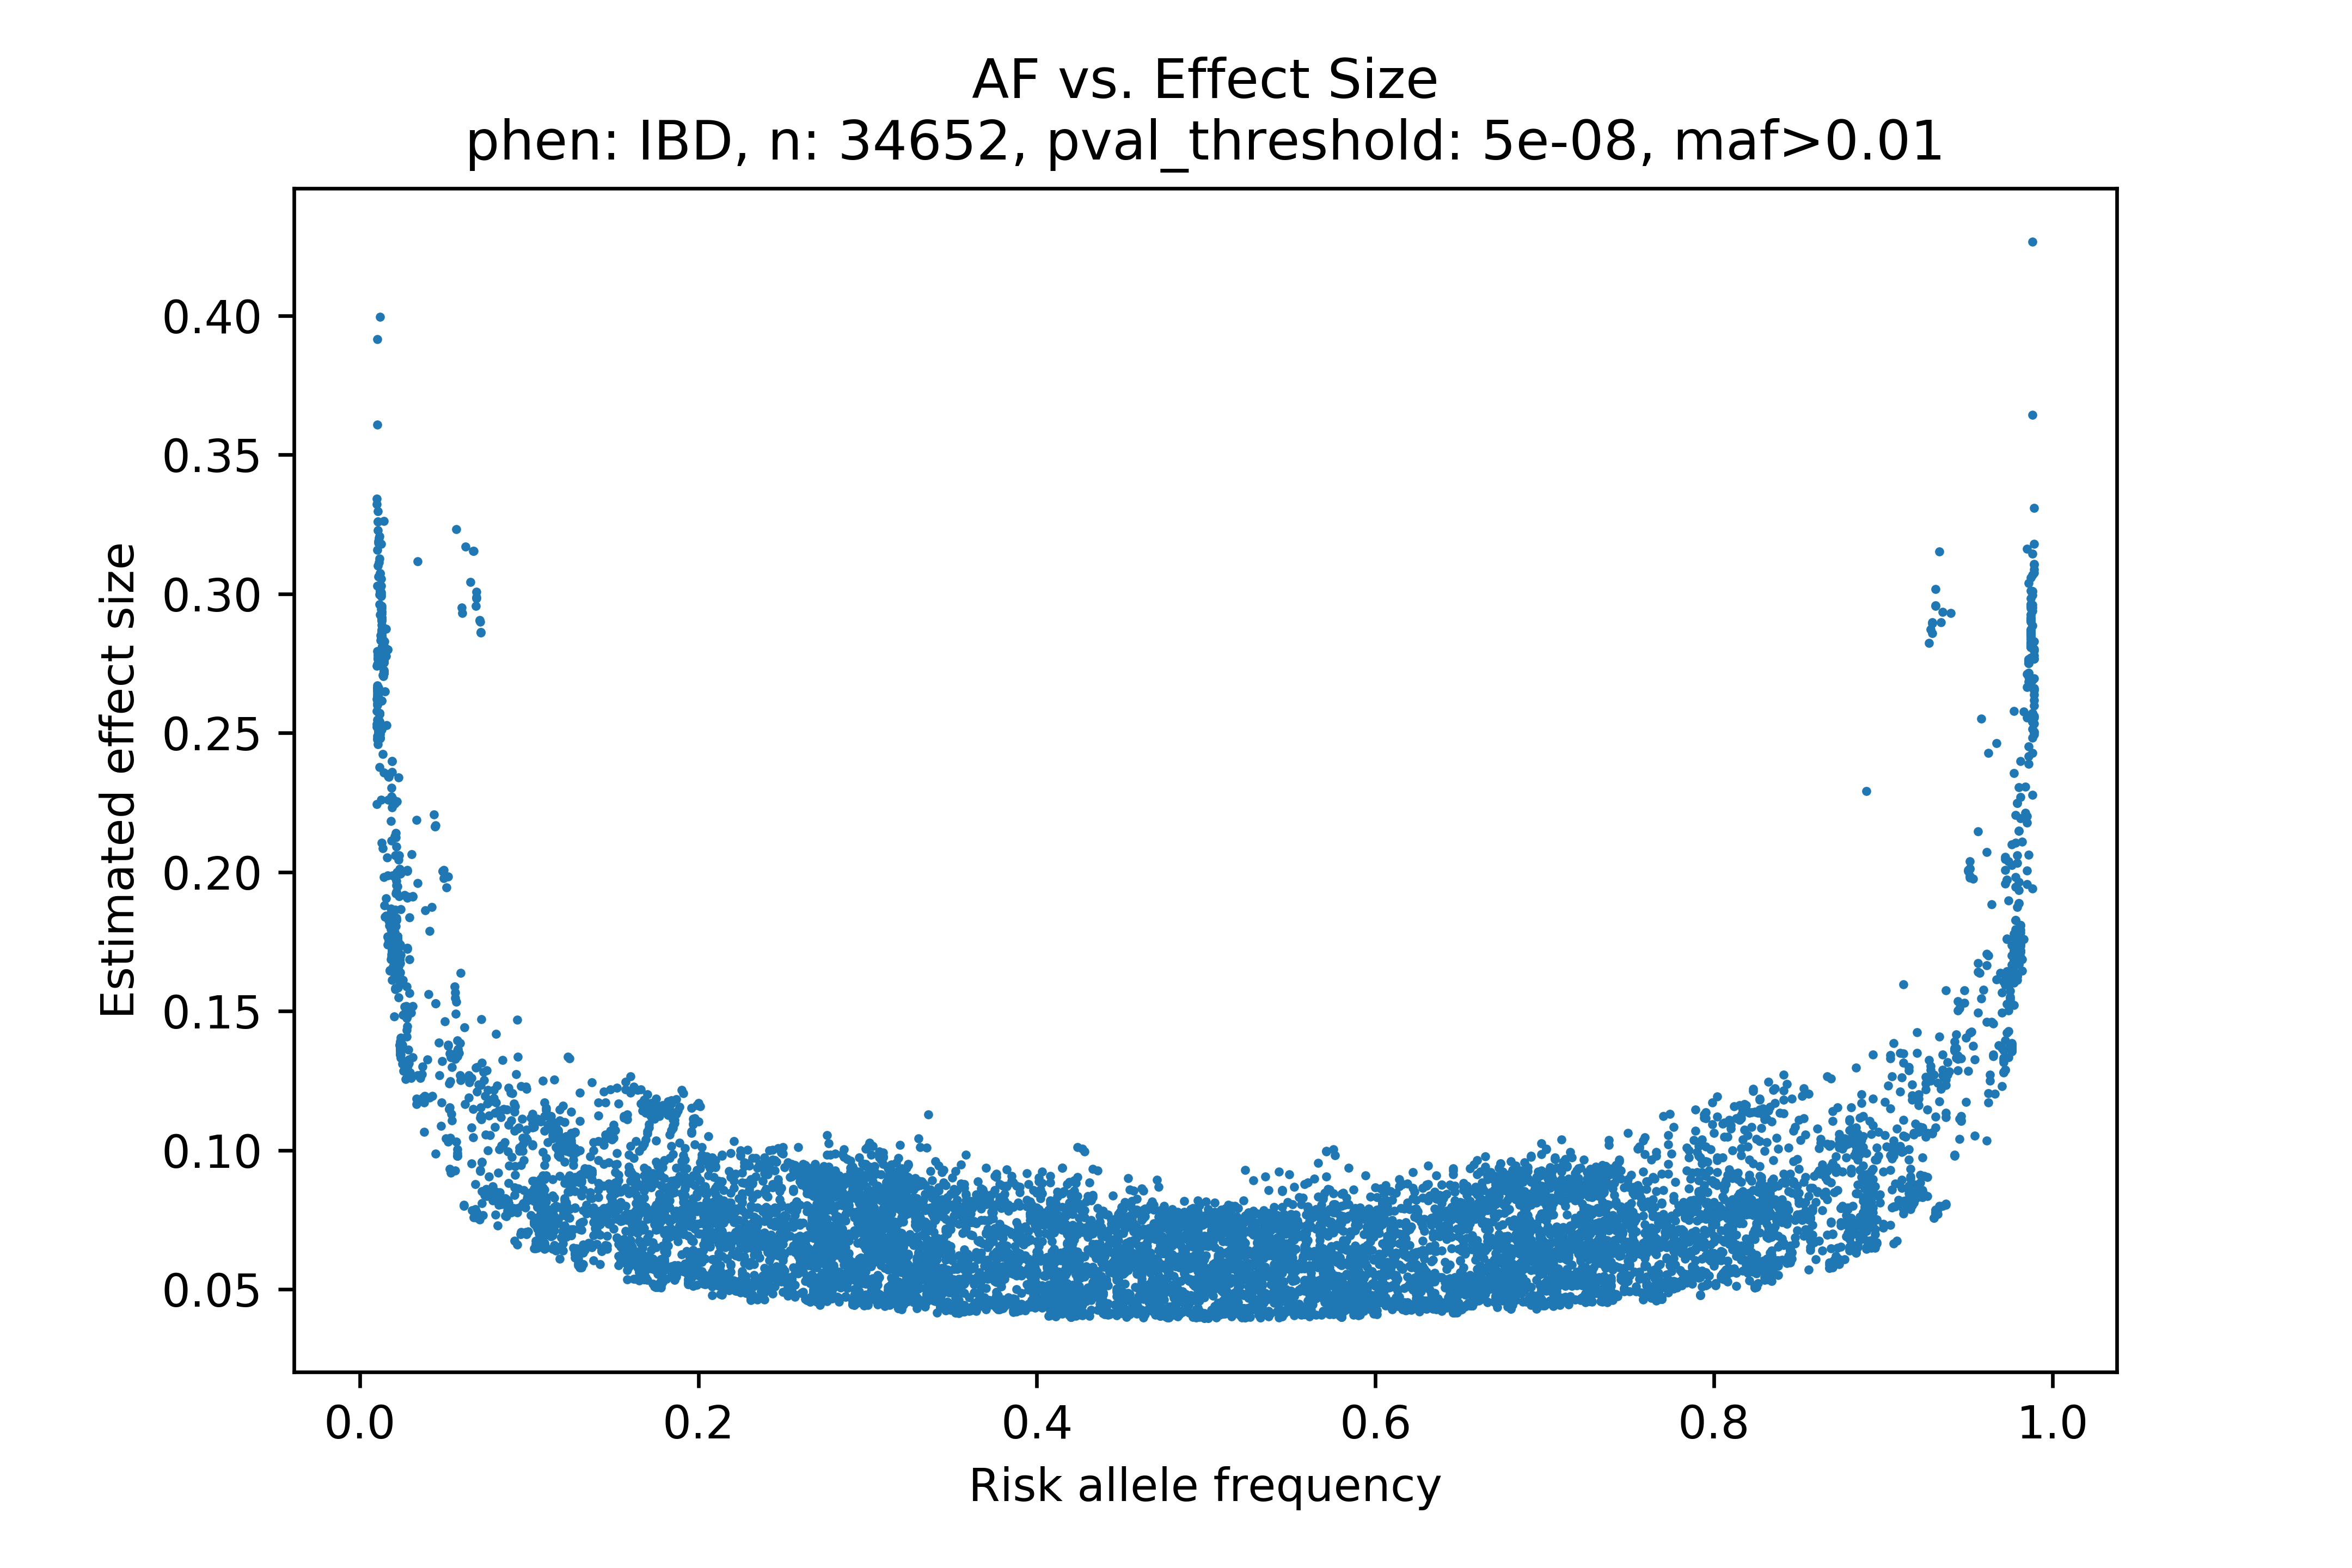 AF vs. Effect Size
phen: IBD, n: 34652, pval_threshold: 5e-08, maf>0.01
0.40
0.35
0.30
0.25
0.20
0.15
0.10
0.05
Estimated effect size
0.0 0.2 0.4 0.6 0.8 1.0
Risk allele frequency